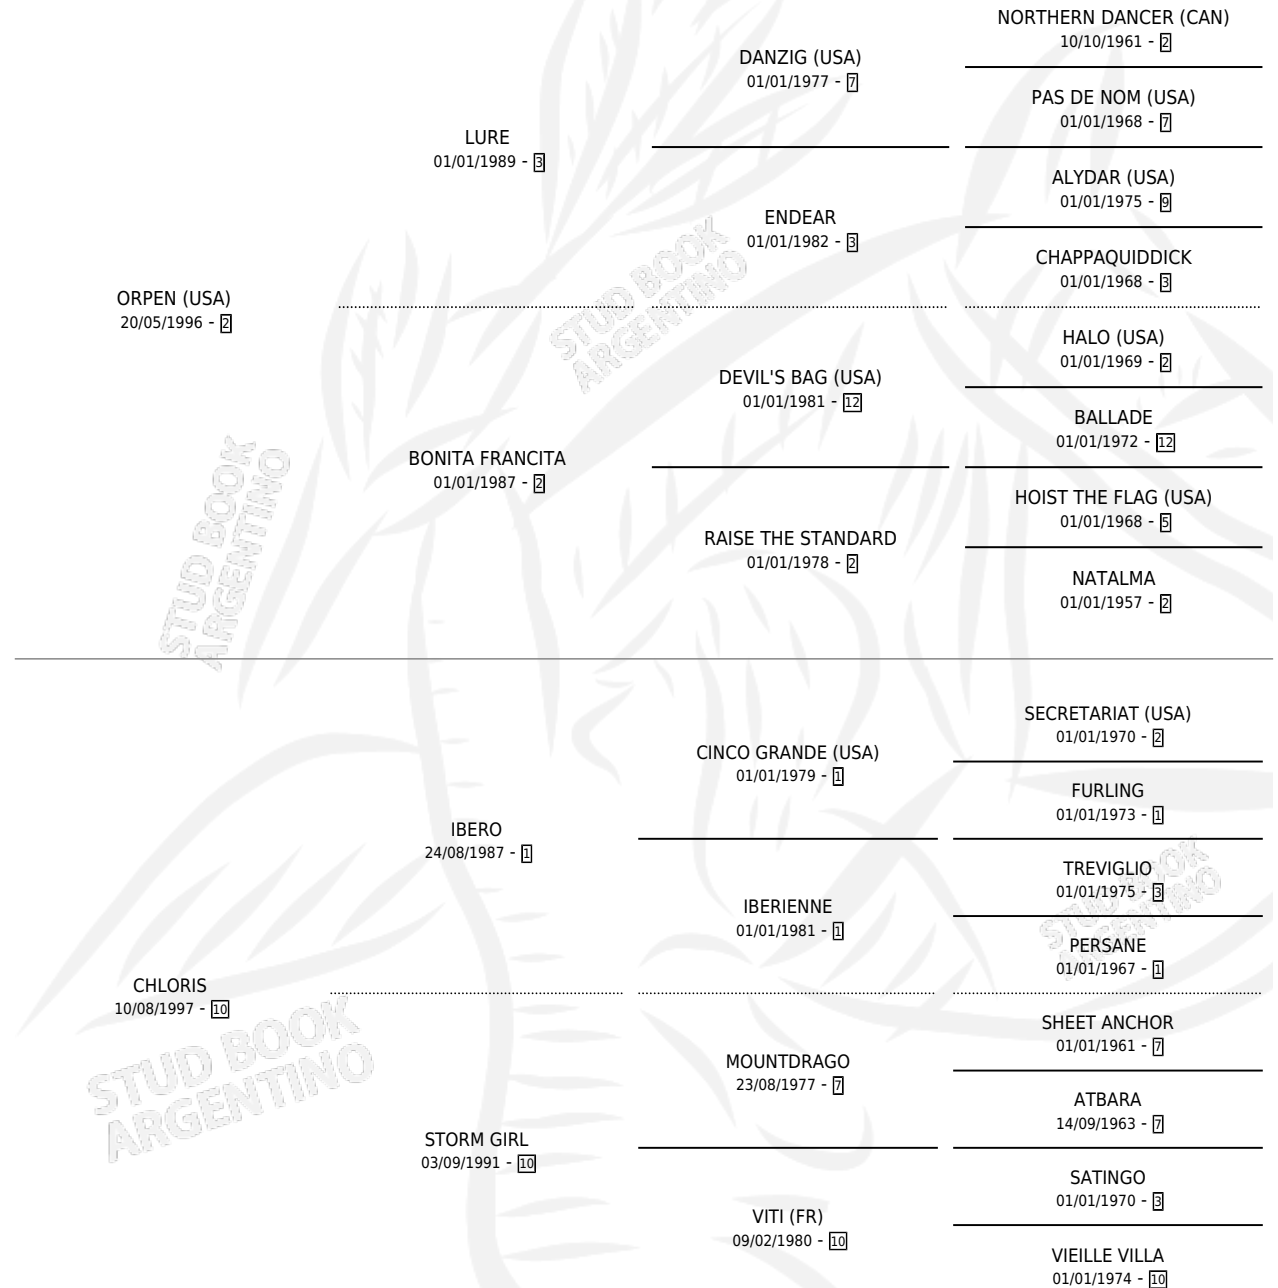 NORTHERN DANCER (CAN)
10/10/1961 - 2
DANZIG (USA)
01/01/1977 - 7
PAS DE NOM (USA)
01/01/1968 - 7
LURE
01/01/1989 - 3
ALYDAR (USA)
01/01/1975 - 9
ENDEAR
01/01/1982 - 3
CHAPPAQUIDDICK
01/01/1968 - 3
ORPEN (USA)
20/05/1996 - 2
HALO (USA)
01/01/1969 - 2
DEVIL'S BAG (USA)
01/01/1981 - 12
BALLADE
01/01/1972 - 12
BONITA FRANCITA
01/01/1987 - 2
HOIST THE FLAG (USA)
01/01/1968 - 5
RAISE THE STANDARD
01/01/1978 - 2
NATALMA
01/01/1957 - 2
STUD BOOK
ARGENTINO
STUD BOOK
ARGENTINO
SECRETARIAT (USA)
01/01/1970 - 2
CINCO GRANDE (USA)
01/01/1979 - 1
FURLING
01/01/1973 - 1
IBERO
24/08/1987 - 1
TREVIGLIO
01/01/1975 - 3
IBERIENNE
01/01/1981 - 1
PERSANE
01/01/1967 - 1
STUD BOOK
ARGENTINO
CHLORIS
10/08/1997 - 10
SHEET ANCHOR
01/01/1961 - 7
MOUNTDRAGO
23/08/1977 - 7
ATBARA
14/09/1963 - 7
STORM GIRL
03/09/1991 - 10
SATINGO
01/01/1970 - 3
VITI (FR)
09/02/1980 - 10
VIEILLE VILLA
01/01/1974 - 10
STUD BOOK
ARGENTINO